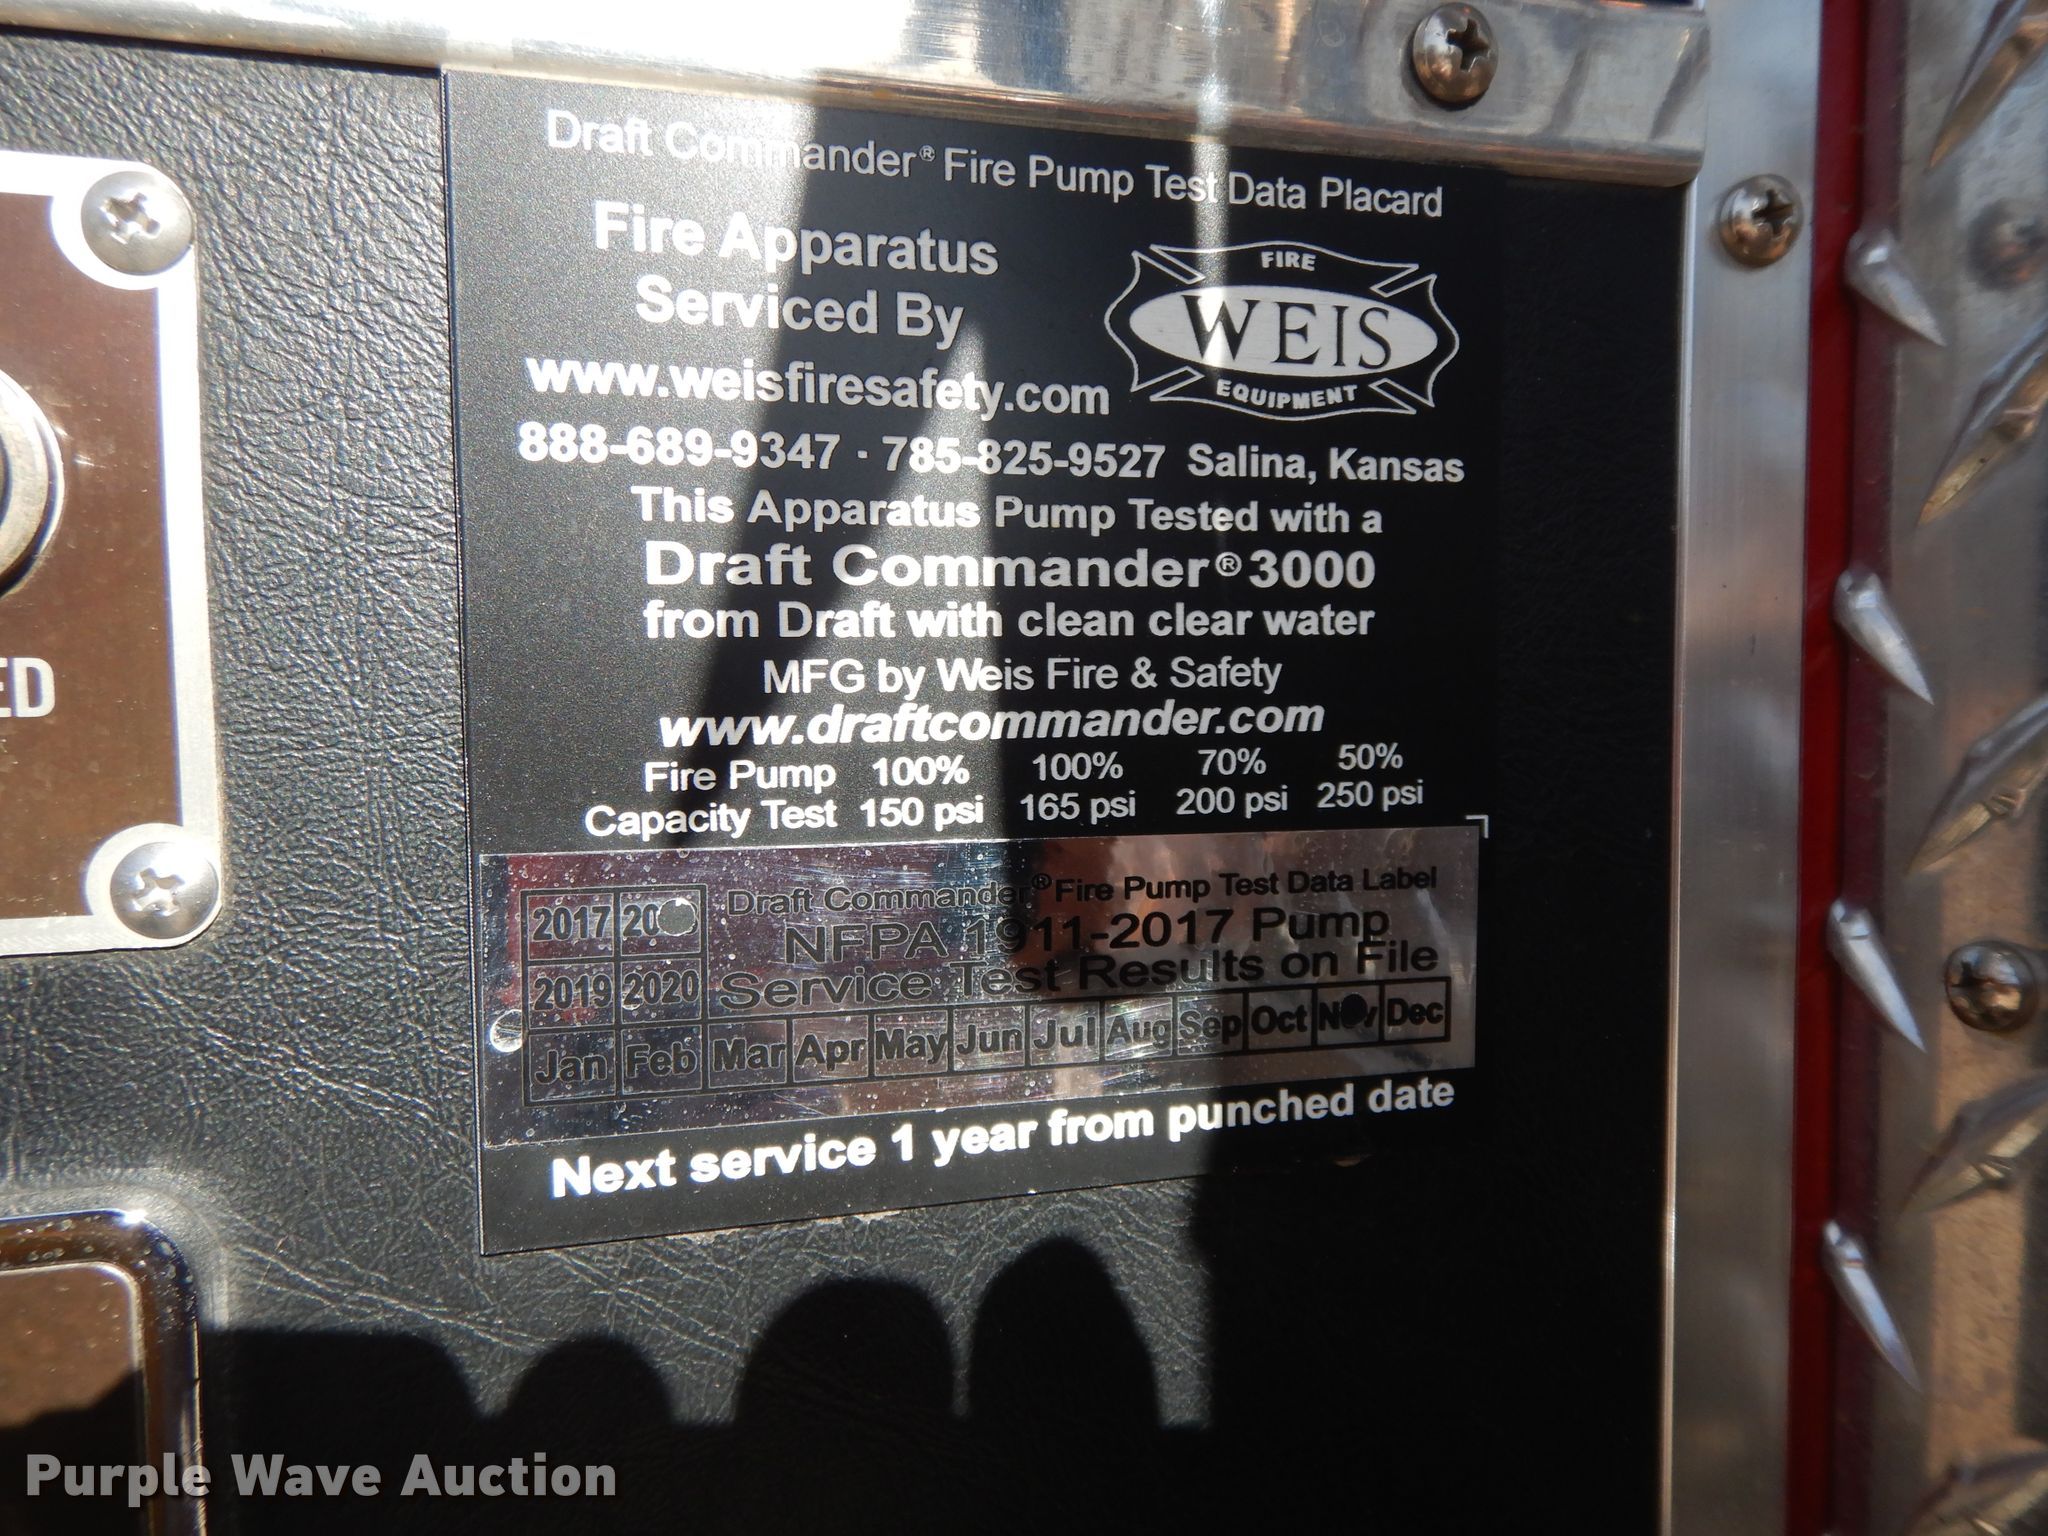 Draft Commander® Fire Pump Test Data Placard
Fire Apparatus
Serviced By
FIRE
WEIS
EQUIPMENT
www.weisfiresafety.com
888-689-9347 · 785-825-9527 Salina, Kansas
This Apparatus Pump Tested with a
Draft Commander® 3000
from Draft with clean clear water
MFG by Weis Fire & Safety
www.draftcommander.com
Fire Pump 100% 100% 70% 50%
Capacity Test 150 psi 165 psi 200 psi 250 psi
Draft Commander® Fire Pump Test Data Label
2017 20
NFPA 1911-2017 Pump
Service Test Results on File
2019 2020
Jan Feb Mar Apr May Jun Jul Aug Sep Oct Nov Dec
Next service 1 year from punched date
ED
Purple Wave Auction